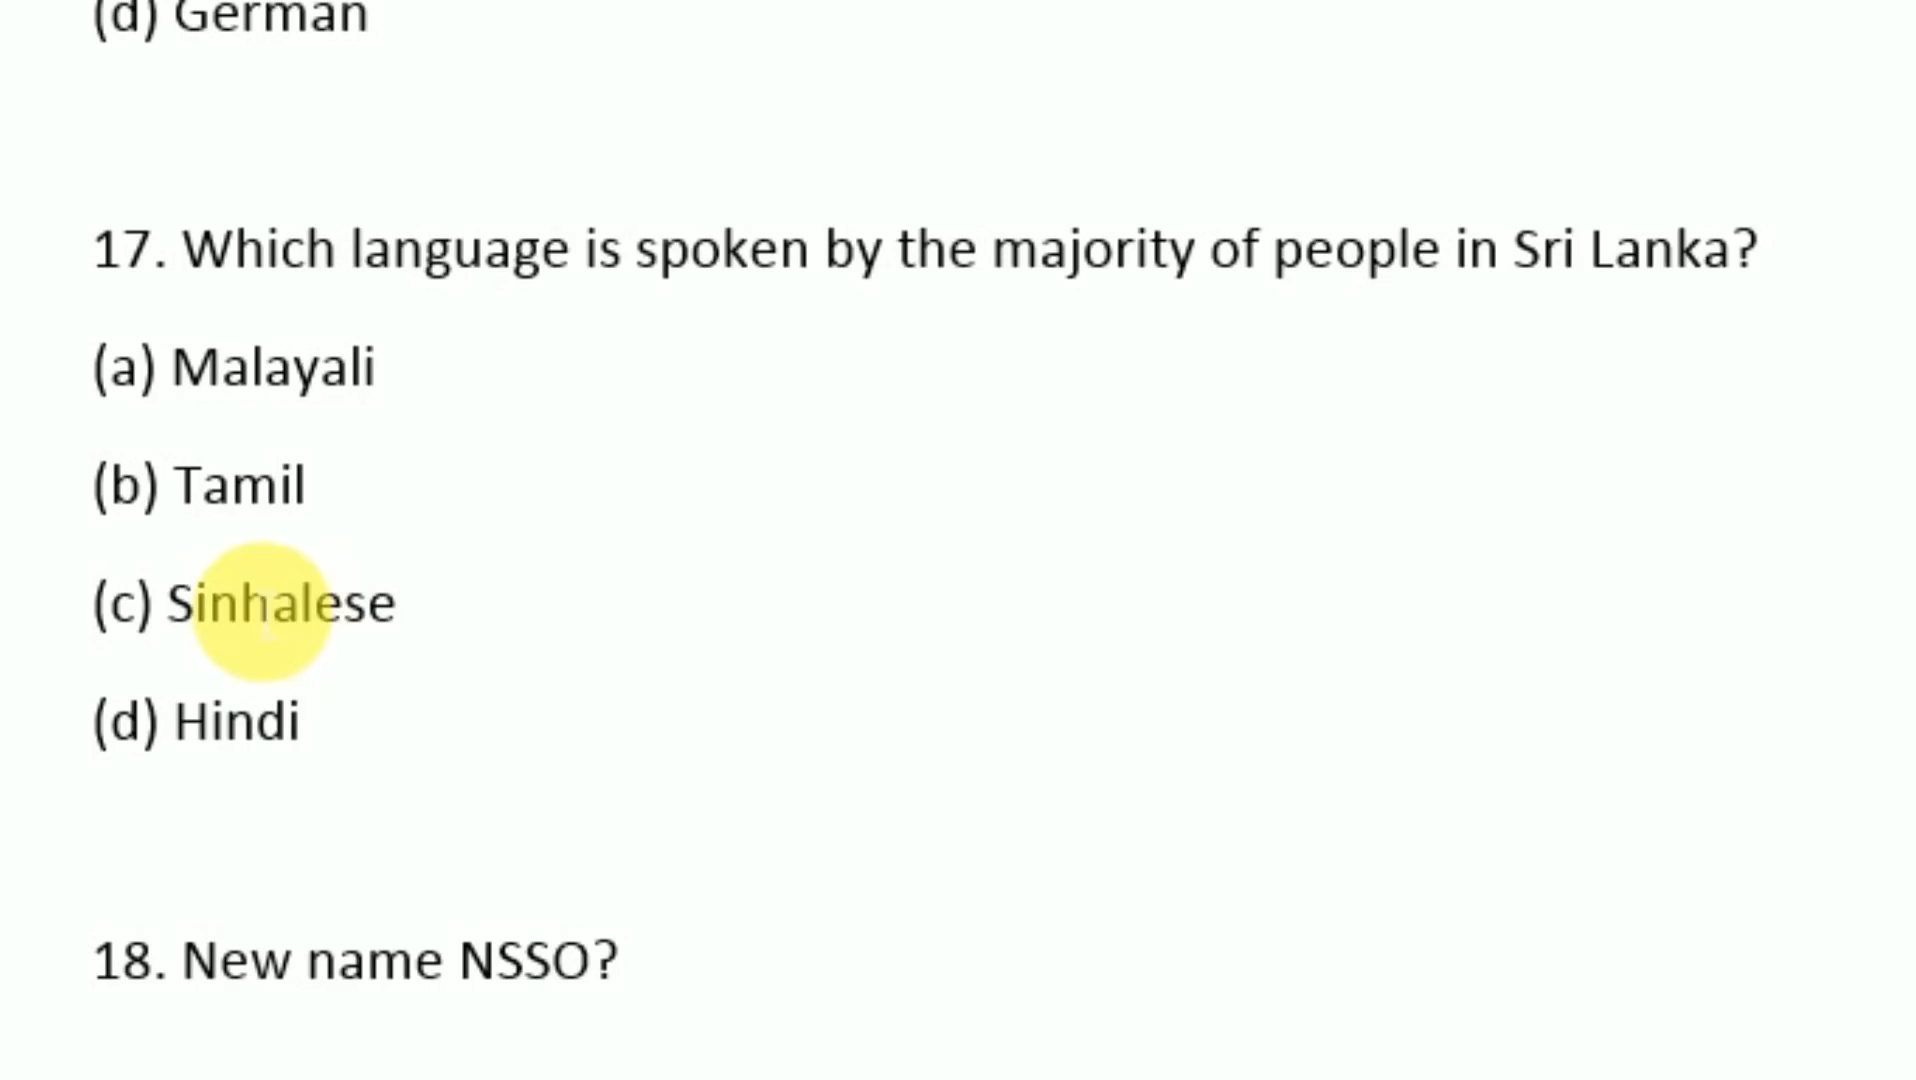 (d) German
17. Which language is spoken by the majority of people in Sri Lanka?
(a) Malayali
(b) Tamil
(c) Sinhalese
(d) Hindi
18. New name NSSO?